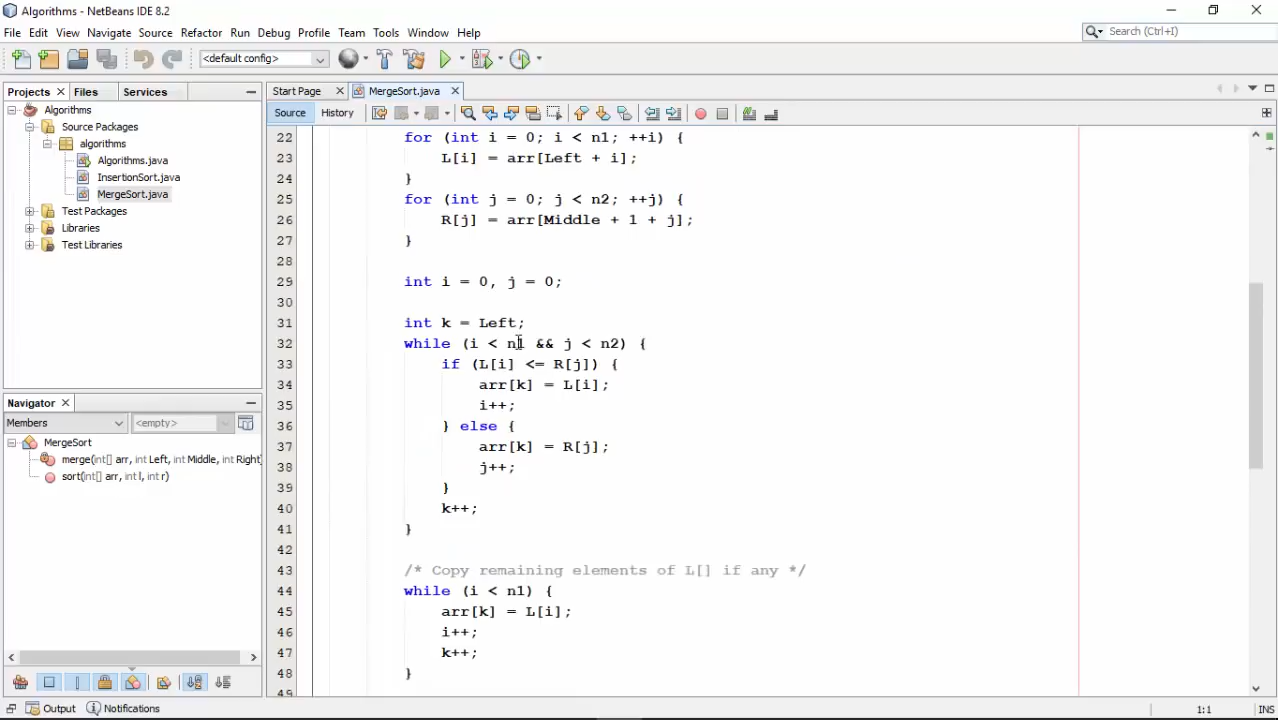 Algorithms - NetBeans IDE 8.2
File Edit View Navigate Source Refactor Run Debug Profile Team Tools Window Help
Search (Ctrl+I)
<default config>
Projects Files Services
Start Page MergeSort.java
Source History
Algorithms
Source Packages
algorithms
Algorithms.java
InsertionSort.java
MergeSort.java
Test Packages
Libraries
Test Libraries
Navigator
Members <empty>
MergeSort
merge(int[] arr, int Left, int Middle, int Right)
sort(int[] arr, int l, int r)
22 for (int i = 0; i < n1; ++i) {
23 L[i] = arr[Left + i];
24 }
25 for (int j = 0; j < n2; ++j) {
26 R[j] = arr[Middle + 1 + j];
27 }
28
29 int i = 0, j = 0;
30
31 int k = Left;
32 while (i < n1 && j < n2) {
33 if (L[i] <= R[j]) {
34 arr[k] = L[i];
35 i++;
36 } else {
37 arr[k] = R[j];
38 j++;
39 }
40 k++;
41 }
42
43 /* Copy remaining elements of L[] if any */
44 while (i < n1) {
45 arr[k] = L[i];
46 i++;
47 k++;
48 }
49
Output Notifications
1:1 INS